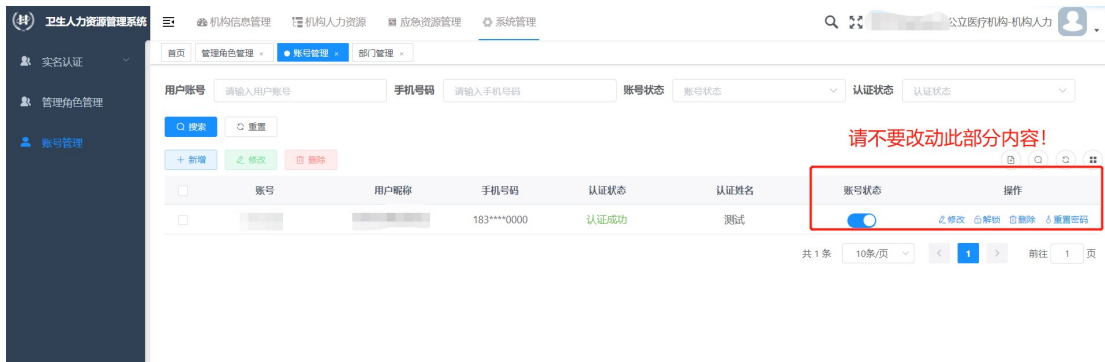 卫生人力资源管理系统
机构信息管理 机构人力资源 应急资源管理 系统管理
公立医疗机构-机构人力
首页 管理角色管理 × 账号管理 × 部门管理 ×
实名认证
管理角色管理
账号管理
用户账号 请输入用户账号 手机号码 请输入手机号码 账号状态 账号状态 认证状态 认证状态
搜索 重置
请不要改动此部分内容!
+ 新增 修改 删除
账号 用户昵称 手机号码 认证状态 认证姓名 账号状态 操作
183****0000 认证成功 测试 修改 解锁 删除 重置密码
共 1 条 10条/页 < 1 > 前往 1 页